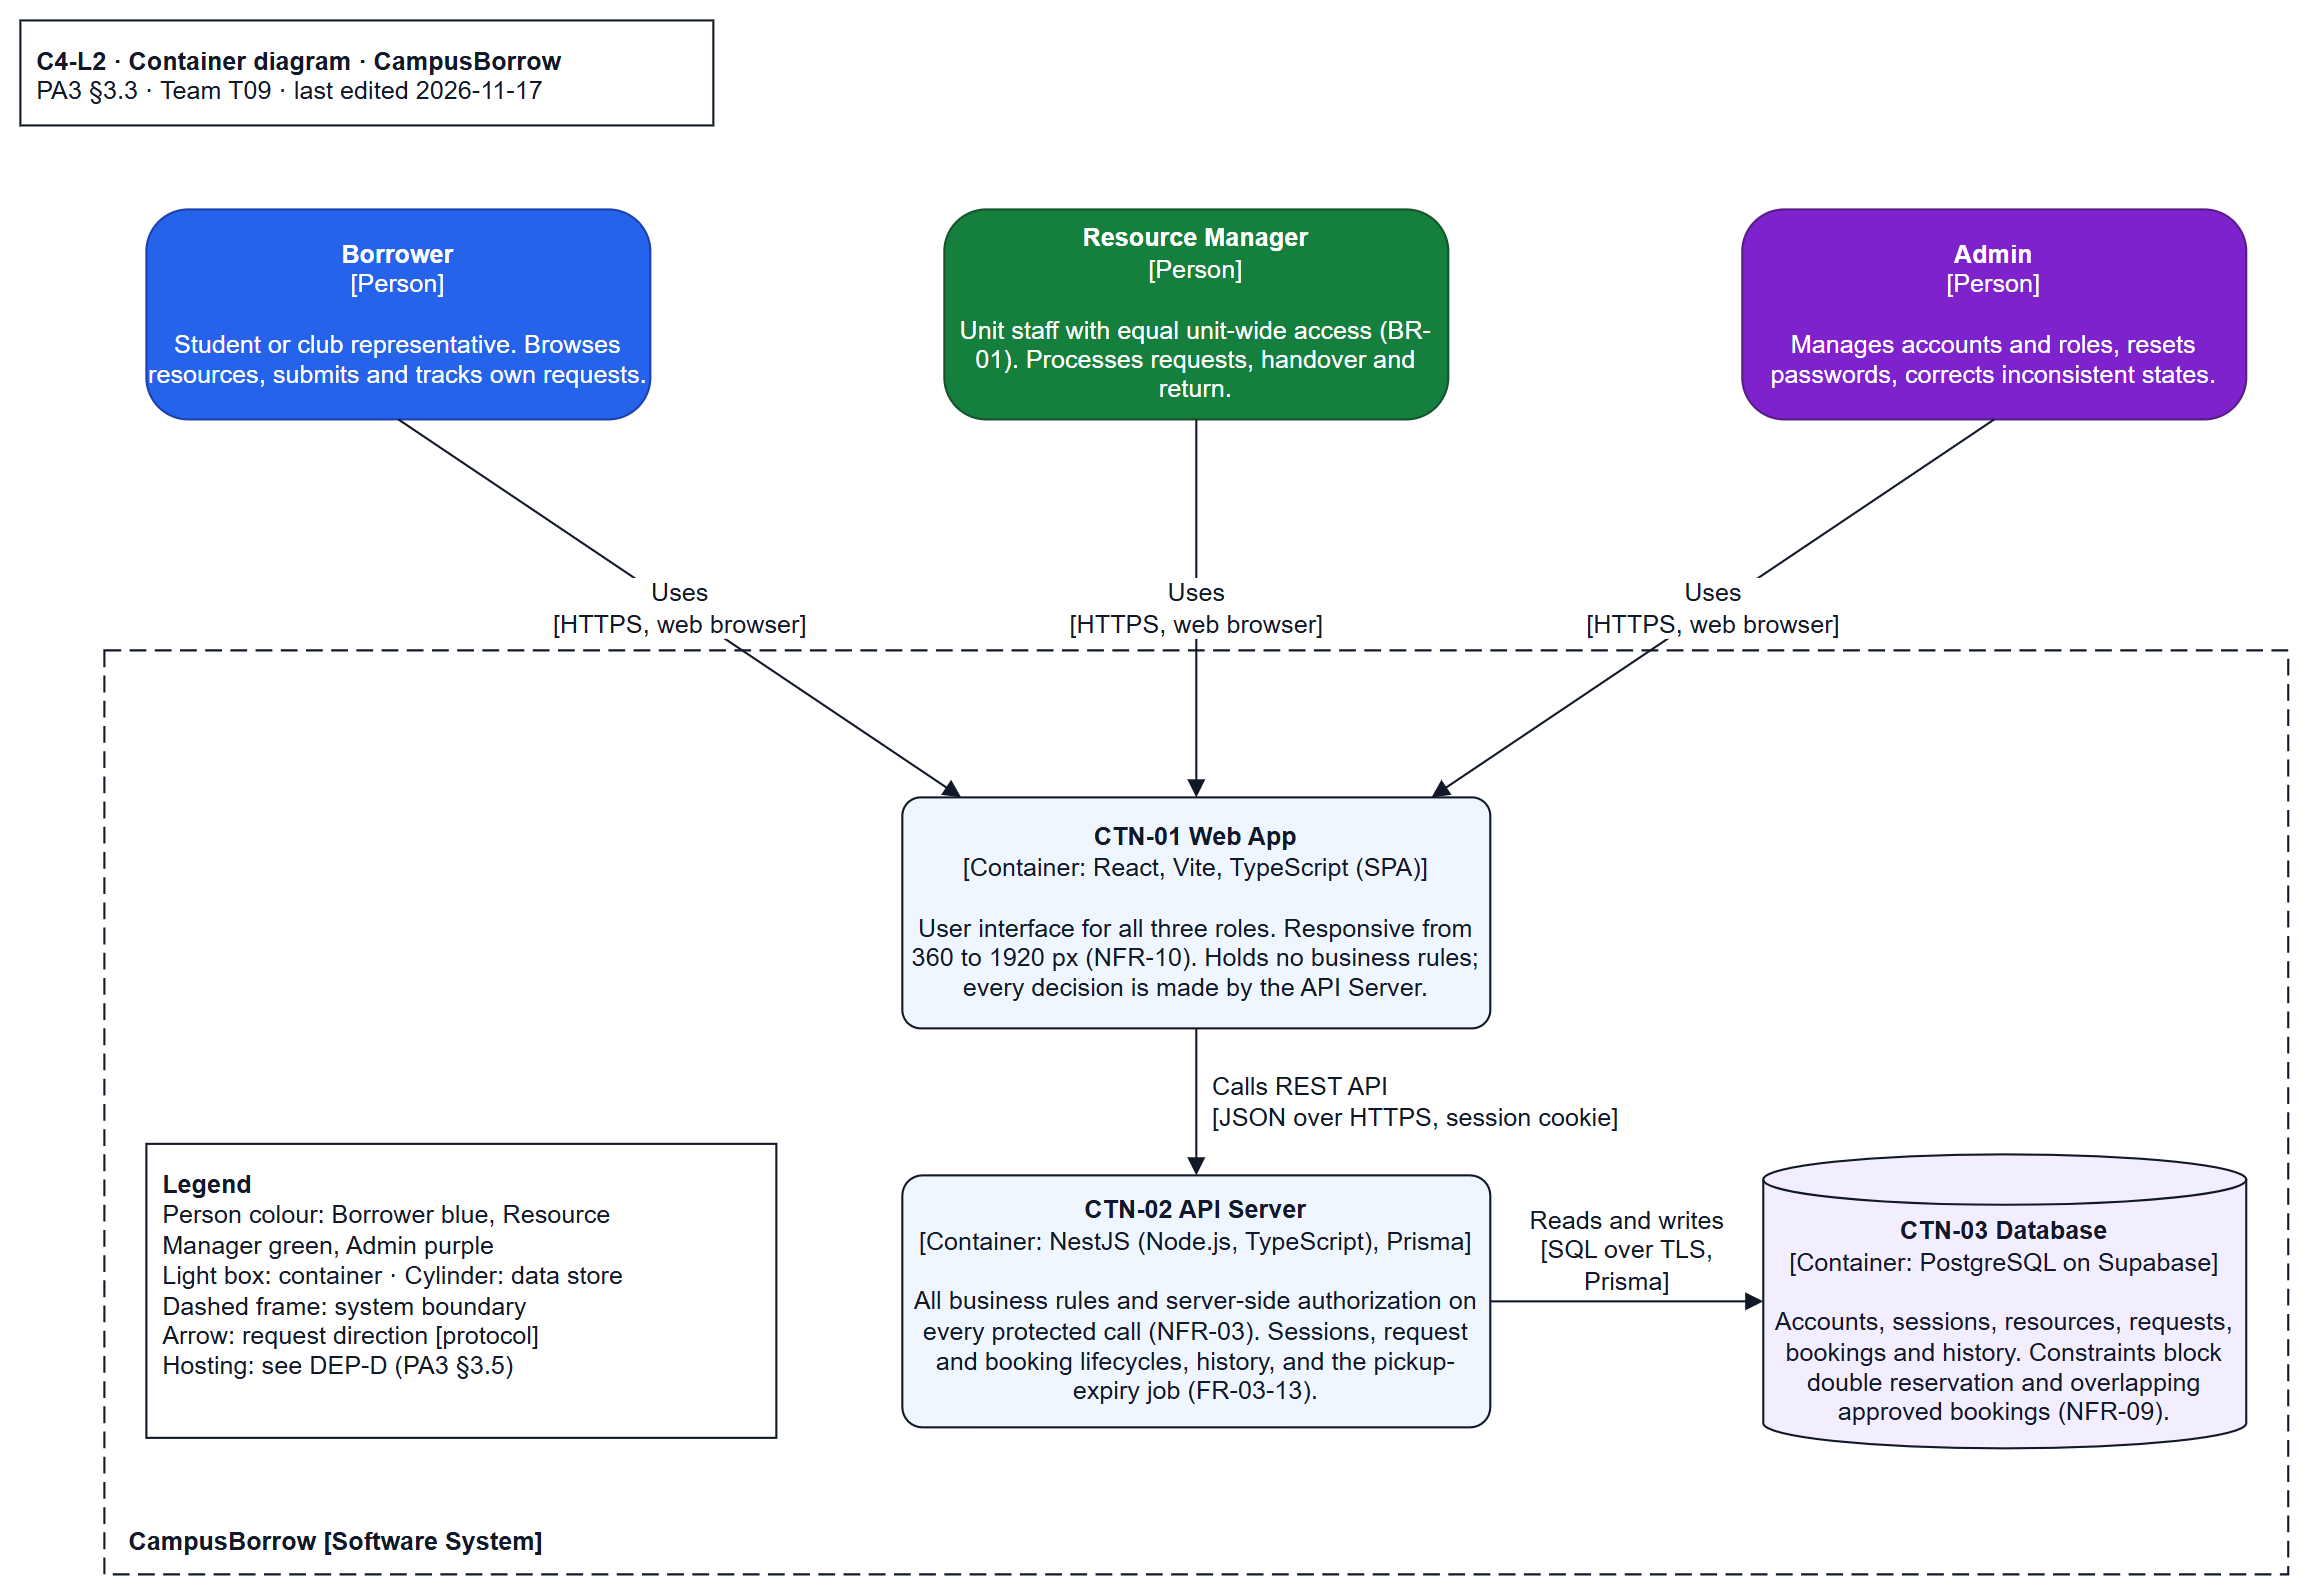 C4-L2 · Container diagram · CampusBorrow
PA3 §3.3 · Team T09 · last edited 2026-11-17
Borrower
[Person]
Student or club representative. Browses
resources, submits and tracks own requests.
Resource Manager
[Person]
Unit staff with equal unit-wide access (BR-
01). Processes requests, handover and
return.
Admin
[Person]
Manages accounts and roles, resets
passwords, corrects inconsistent states.
Uses
[HTTPS, web browser]
Uses
[HTTPS, web browser]
Uses
[HTTPS, web browser]
CTN-01 Web App
[Container: React, Vite, TypeScript (SPA)]
User interface for all three roles. Responsive from
360 to 1920 px (NFR-10). Holds no business rules;
every decision is made by the API Server.
Calls REST API
[JSON over HTTPS, session cookie]
Legend
Person colour: Borrower blue, Resource
Manager green, Admin purple
Light box: container · Cylinder: data store
Dashed frame: system boundary
Arrow: request direction [protocol]
Hosting: see DEP-D (PA3 §3.5)
CTN-02 API Server
[Container: NestJS (Node.js, TypeScript), Prisma]
All business rules and server-side authorization on
every protected call (NFR-03). Sessions, request
and booking lifecycles, history, and the pickup-
expiry job (FR-03-13).
Reads and writes
[SQL over TLS,
Prisma]
CTN-03 Database
[Container: PostgreSQL on Supabase]
Accounts, sessions, resources, requests,
bookings and history. Constraints block
double reservation and overlapping
approved bookings (NFR-09).
CampusBorrow [Software System]